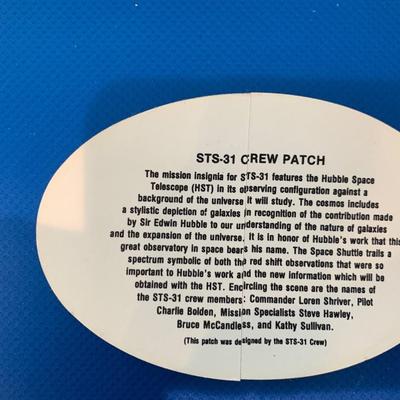 STS-31 CREW PATCH
The mission insignia for STS-31 features the Hubble Space
Telescope (HST) in its observing configuration against a
background of the universe it will study. The cosmos includes
a stylistic depiction of galaxies in recognition of the contribution made
by Sir Edwin Hubble to our understanding of the nature of galaxies
and the expansion of the universe. It is in honor of Hubble's work that this
great observatory in space bears his name. The Space Shuttle trails a
spectrum symbolic of both the red shift observations that were so
important to Hubble's work and the new information which will be
obtained with the HST. Encircling the scene are the names of
the STS-31 crew members: Commander Loren Shriver, Pilot
Charlie Bolden, Mission Specialists Steve Hawley,
Bruce McCandless, and Kathy Sullivan.
(This patch was designed by the STS-31 Crew)